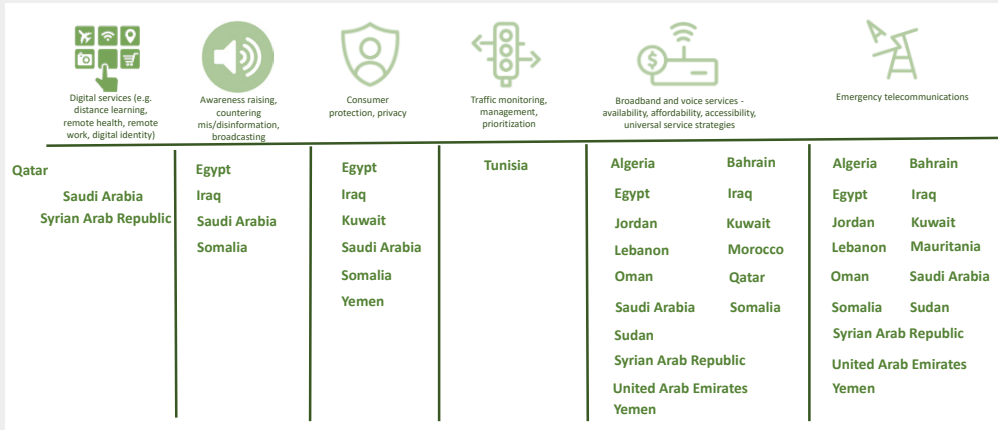 Digital services (e.g.
distance learning,
remote health, remote
work, digital identity)
Awareness raising,
countering
mis/disinformation,
broadcasting
Consumer
protection, privacy
Traffic monitoring,
management,
prioritization
Broadband and voice services -
availability, affordability, accessibility,
universal service strategies
Emergency telecommunications
Qatar
Saudi Arabia
Syrian Arab Republic
Egypt
Iraq
Saudi Arabia
Somalia
Egypt
Iraq
Kuwait
Saudi Arabia
Somalia
Yemen
Tunisia
Algeria Bahrain
Egypt Iraq
Jordan Kuwait
Lebanon Morocco
Oman Qatar
Saudi Arabia Somalia
Sudan
Syrian Arab Republic
United Arab Emirates
Yemen
Algeria Bahrain
Egypt Iraq
Jordan Kuwait
Lebanon Mauritania
Oman Saudi Arabia
Somalia Sudan
Syrian Arab Republic
United Arab Emirates
Yemen